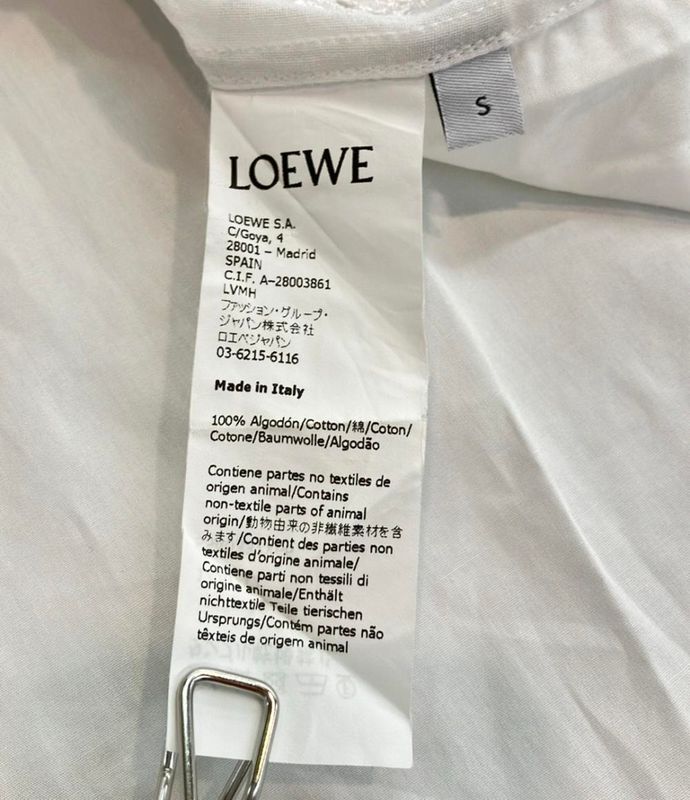 S
LOEWE
LOEWE S.A.
C/Goya, 4
28001 – Madrid
SPAIN
C.I.F. A–28003861
LVMH
ファッション・グループ・
ジャパン株式会社
ロエベジャパン
03-6215-6116
Made in Italy
100% Algodón/Cotton/綿/Coton/
Cotone/Baumwolle/Algodão
Contiene partes no textiles de
origen animal/Contains
non-textile parts of animal
origin/動物由来の非繊維素材を含
みます/Contient des parties non
textiles d'origine animale/
Contiene parti non tessili di
origine animale/Enthält
nichttextile Teile tierischen
Ursprungs/Contém partes não
têxteis de origem animal